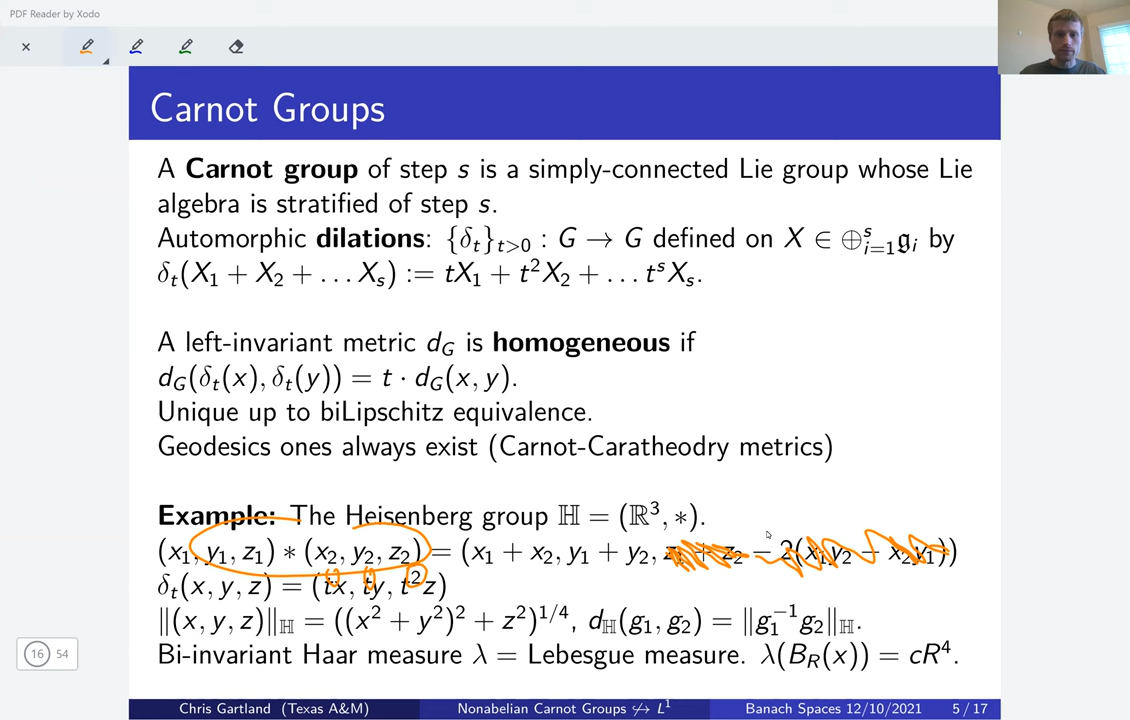 PDF Reader by Xodo
Carnot Groups
A Carnot group of step s is a simply-connected Lie group whose Lie
algebra is stratified of step s.
Automorphic dilations: {δ_t}_{t>0} : G → G defined on X ∈ ⊕_{i=1}^s 𝔤_i by
δ_t(X_1 + X_2 + … X_s) := tX_1 + t^2X_2 + … t^sX_s.
A left-invariant metric d_G is homogeneous if
d_G(δ_t(x), δ_t(y)) = t · d_G(x, y).
Unique up to biLipschitz equivalence.
Geodesics ones always exist (Carnot-Caratheodry metrics)
Example: The Heisenberg group ℍ = (ℝ^3, *).
(x_1, y_1, z_1) * (x_2, y_2, z_2) = (x_1 + x_2, y_1 + y_2, z_1 + z_2 − 2(x_1y_2 − x_2y_1))
δ_t(x, y, z) = (tx, ty, t^2z)
‖(x, y, z)‖_ℍ = ((x^2 + y^2)^2 + z^2)^{1/4}, d_ℍ(g_1, g_2) = ‖g_1^{-1}g_2‖_ℍ.
Bi-invariant Haar measure λ = Lebesgue measure. λ(B_R(x)) = cR^4.
16 54
Chris Gartland (Texas A&M) Nonabelian Carnot Groups ↪̸ L^1 Banach Spaces 12/10/2021 5 / 17